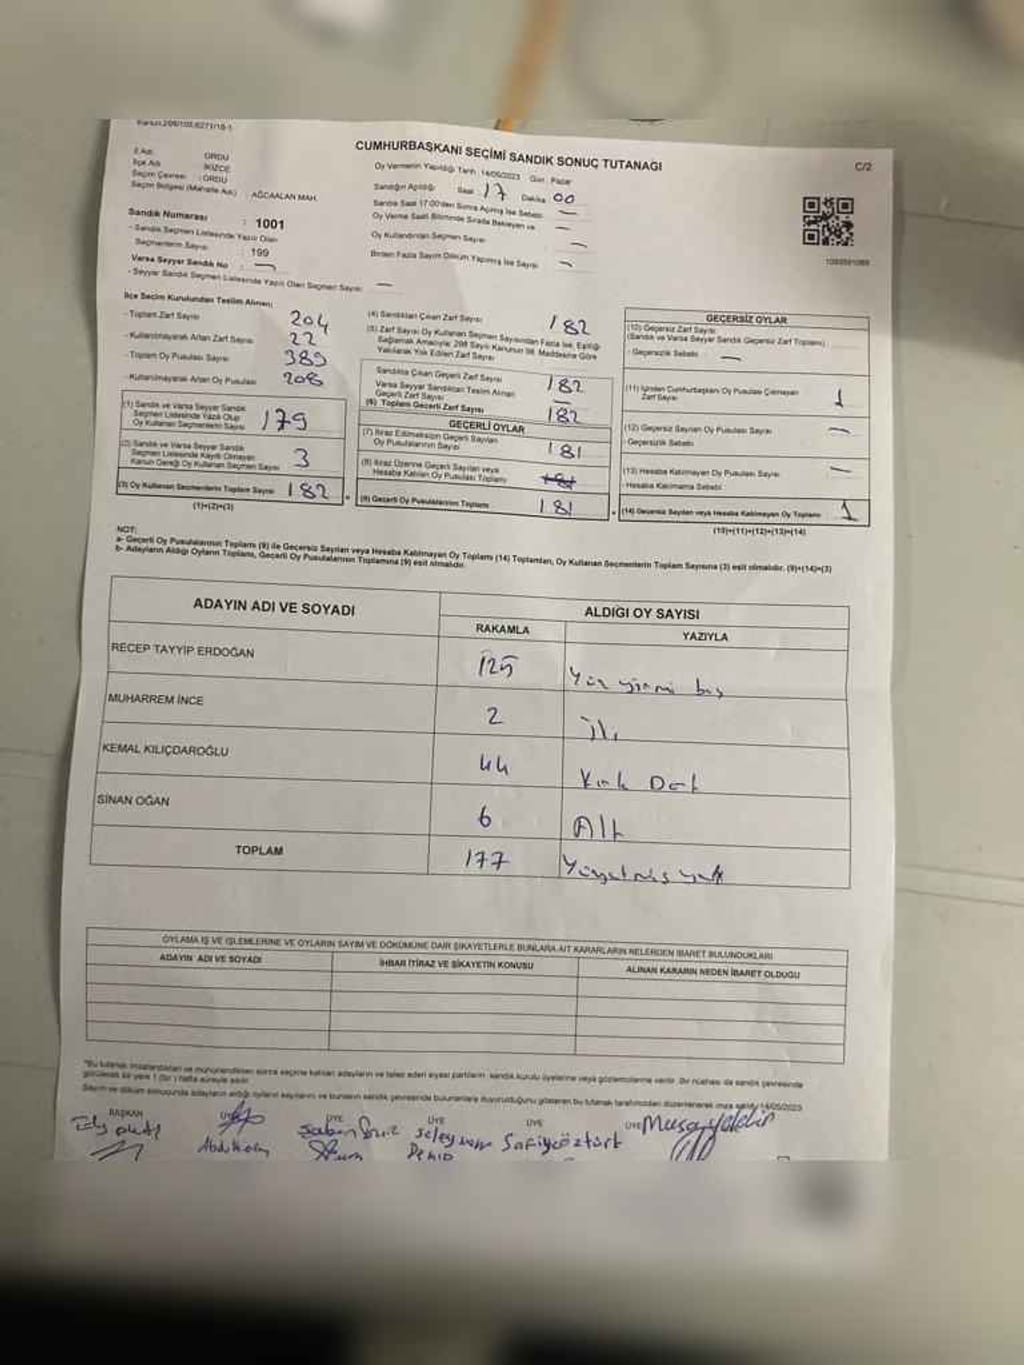 CUMHURBAŞKANI SEÇİMİ SANDIK SONUÇ TUTANAĞI
C/2
İl Adı : ORDU
İlçe Adı : İKİZCE
Seçim Çevresi : ORDU
Seçim Bölgesi (Mahalle Adı) : AĞCAALAN MAH.
Sandık Numarası : 1001
- Sandık Seçmen Listesinde Yazılı Olan
Seçmenlerin Sayısı : 199
Varsa Seyyar Sandık No : —
- Seyyar Sandık Seçmen Listesinde Yazılı Olan Seçmen Sayısı : —
Oy Vermenin Yapıldığı Tarih 14/05/2023 Gün : Pazar
Sandığın Açıldığı Saat 17 Dakika 00
Sandık Saat 17.00'den Sonra Açılmış İse Sebebi —
Oy Verme Saati Bitiminde Sırada Bekleyen ve —
Oy Kullandırılan Seçmen Sayısı —
Birden Fazla Sayım Döküm Yapılmış İse Sayısı —
İlçe Seçim Kurulundan Teslim Alınan;
- Toplam Zarf Sayısı 204
- Kullanılmayarak Artan Zarf Sayısı 22
- Toplam Oy Pusulası Sayısı 389
- Kullanılmayarak Artan Oy Pusulası 208
(1) Sandık ve Varsa Seyyar Sandık
Seçmen Listesinde Yazılı Olup
Oy Kullanan Seçmenlerin Sayısı 179
(2) Sandık ve Varsa Seyyar Sandık
Seçmen Listesinde Kayıtlı Olmayan
Kanun Gereği Oy Kullanan Seçmen Sayısı 3
(3) Oy Kullanan Seçmenlerin Toplam Sayısı 182
(1)+(2)=(3)
(4) Sandıktan Çıkan Zarf Sayısı 182
(5) Zarf Sayısı Oy Kullanan Seçmen Sayısından Fazla İse, Eşitliği
Sağlamak Amacıyla; 298 Sayılı Kanunun 98. Maddesine Göre
Yakılarak Yok Edilen Zarf Sayısı
Sandıkta Çıkan Geçerli Zarf Sayısı 182
Varsa Seyyar Sandıktan Teslim Alınan
Geçerli Zarf Sayısı —
(6) Toplam Geçerli Zarf Sayısı 182
GEÇERLİ OYLAR
(7) İtiraz Edilmeksizin Geçerli Sayılan
Oy Pusulalarının Sayısı 181
(8) İtiraz Üzerine Geçerli Sayılan veya
Hesaba Katılan Oy Pusulası Toplamı
(9) Geçerli Oy Pusulalarının Toplamı 181
GEÇERSİZ OYLAR
(10) Geçersiz Zarf Sayısı
(Sandık ve Varsa Seyyar Sandık Geçersiz Zarf Toplamı)
- Geçersizlik Sebebi: —
(11) İçinden Cumhurbaşkanı Oy Pusulası Çıkmayan
Zarf Sayısı 1
(12) Geçersiz Sayılan Oy Pusulası Sayısı —
- Geçersizlik Sebebi
(13) Hesaba Katılmayan Oy Pusulası Sayısı —
- Hesaba Katılmama Sebebi
(14) Geçersiz Sayılan veya Hesaba Katılmayan Oy Toplamı 1
(10)+(11)+(12)+(13)=(14)
NOT:
a- Geçerli Oy Pusulalarının Toplamı (9) ile Geçersiz Sayılan veya Hesaba Katılmayan Oy Toplamı (14) Toplamları, Oy Kullanan Seçmenlerin Toplam Sayısına (3) eşit olmalıdır. (9)+(14)=(3)
b- Adayların Aldığı Oyların Toplamı, Geçerli Oy Pusulalarının Toplamına (9) eşit olmalıdır.
ADAYIN ADI VE SOYADI
ALDIĞI OY SAYISI
RAKAMLA YAZIYLA
RECEP TAYYİP ERDOĞAN 125 Yüz yirmi beş
MUHARREM İNCE 2 İki
KEMAL KILIÇDAROĞLU 44 Kırk Dört
SİNAN OĞAN 6 Altı
TOPLAM 177
OYLAMA İŞ VE İŞLEMLERİNE VE OYLARIN SAYIM VE DÖKÜMÜNE DAİR ŞİKAYETLERLE BUNLARA AİT KARARLARIN NELERDEN İBARET BULUNDUKLARI
ADAYIN ADI VE SOYADI
İHBAR İTİRAZ VE ŞİKAYETİN KONUSU
ALINAN KARARIN NEDEN İBARET OLDUĞU
BAŞKAN ÜYE ÜYE ÜYE ÜYE ÜYE
Safiye öztürk
Musa yeldir